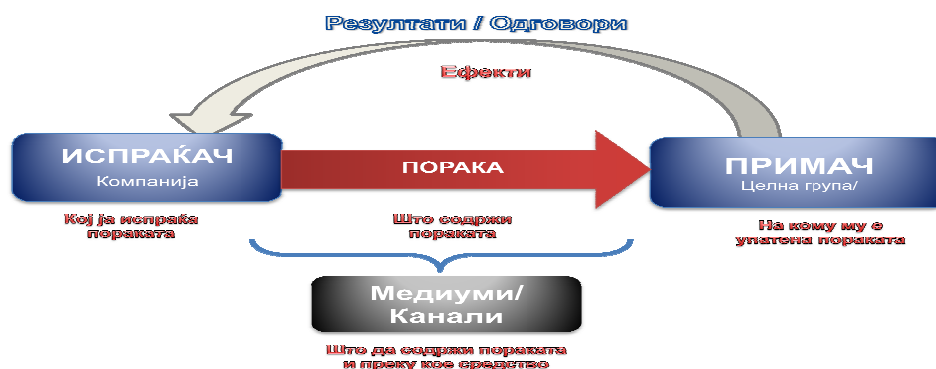 Резултати / Одговори
Ефекти
ИСПРАЌАЧ
Компанија
ПОРАКА
ПРИМАЧ
Целна група/
Кој ја испраќа
пораката
Што содржи
пораката
На кому му е
упатена пораката
Медиуми/
Канали
Што да содржи пораката
и преку кое средство